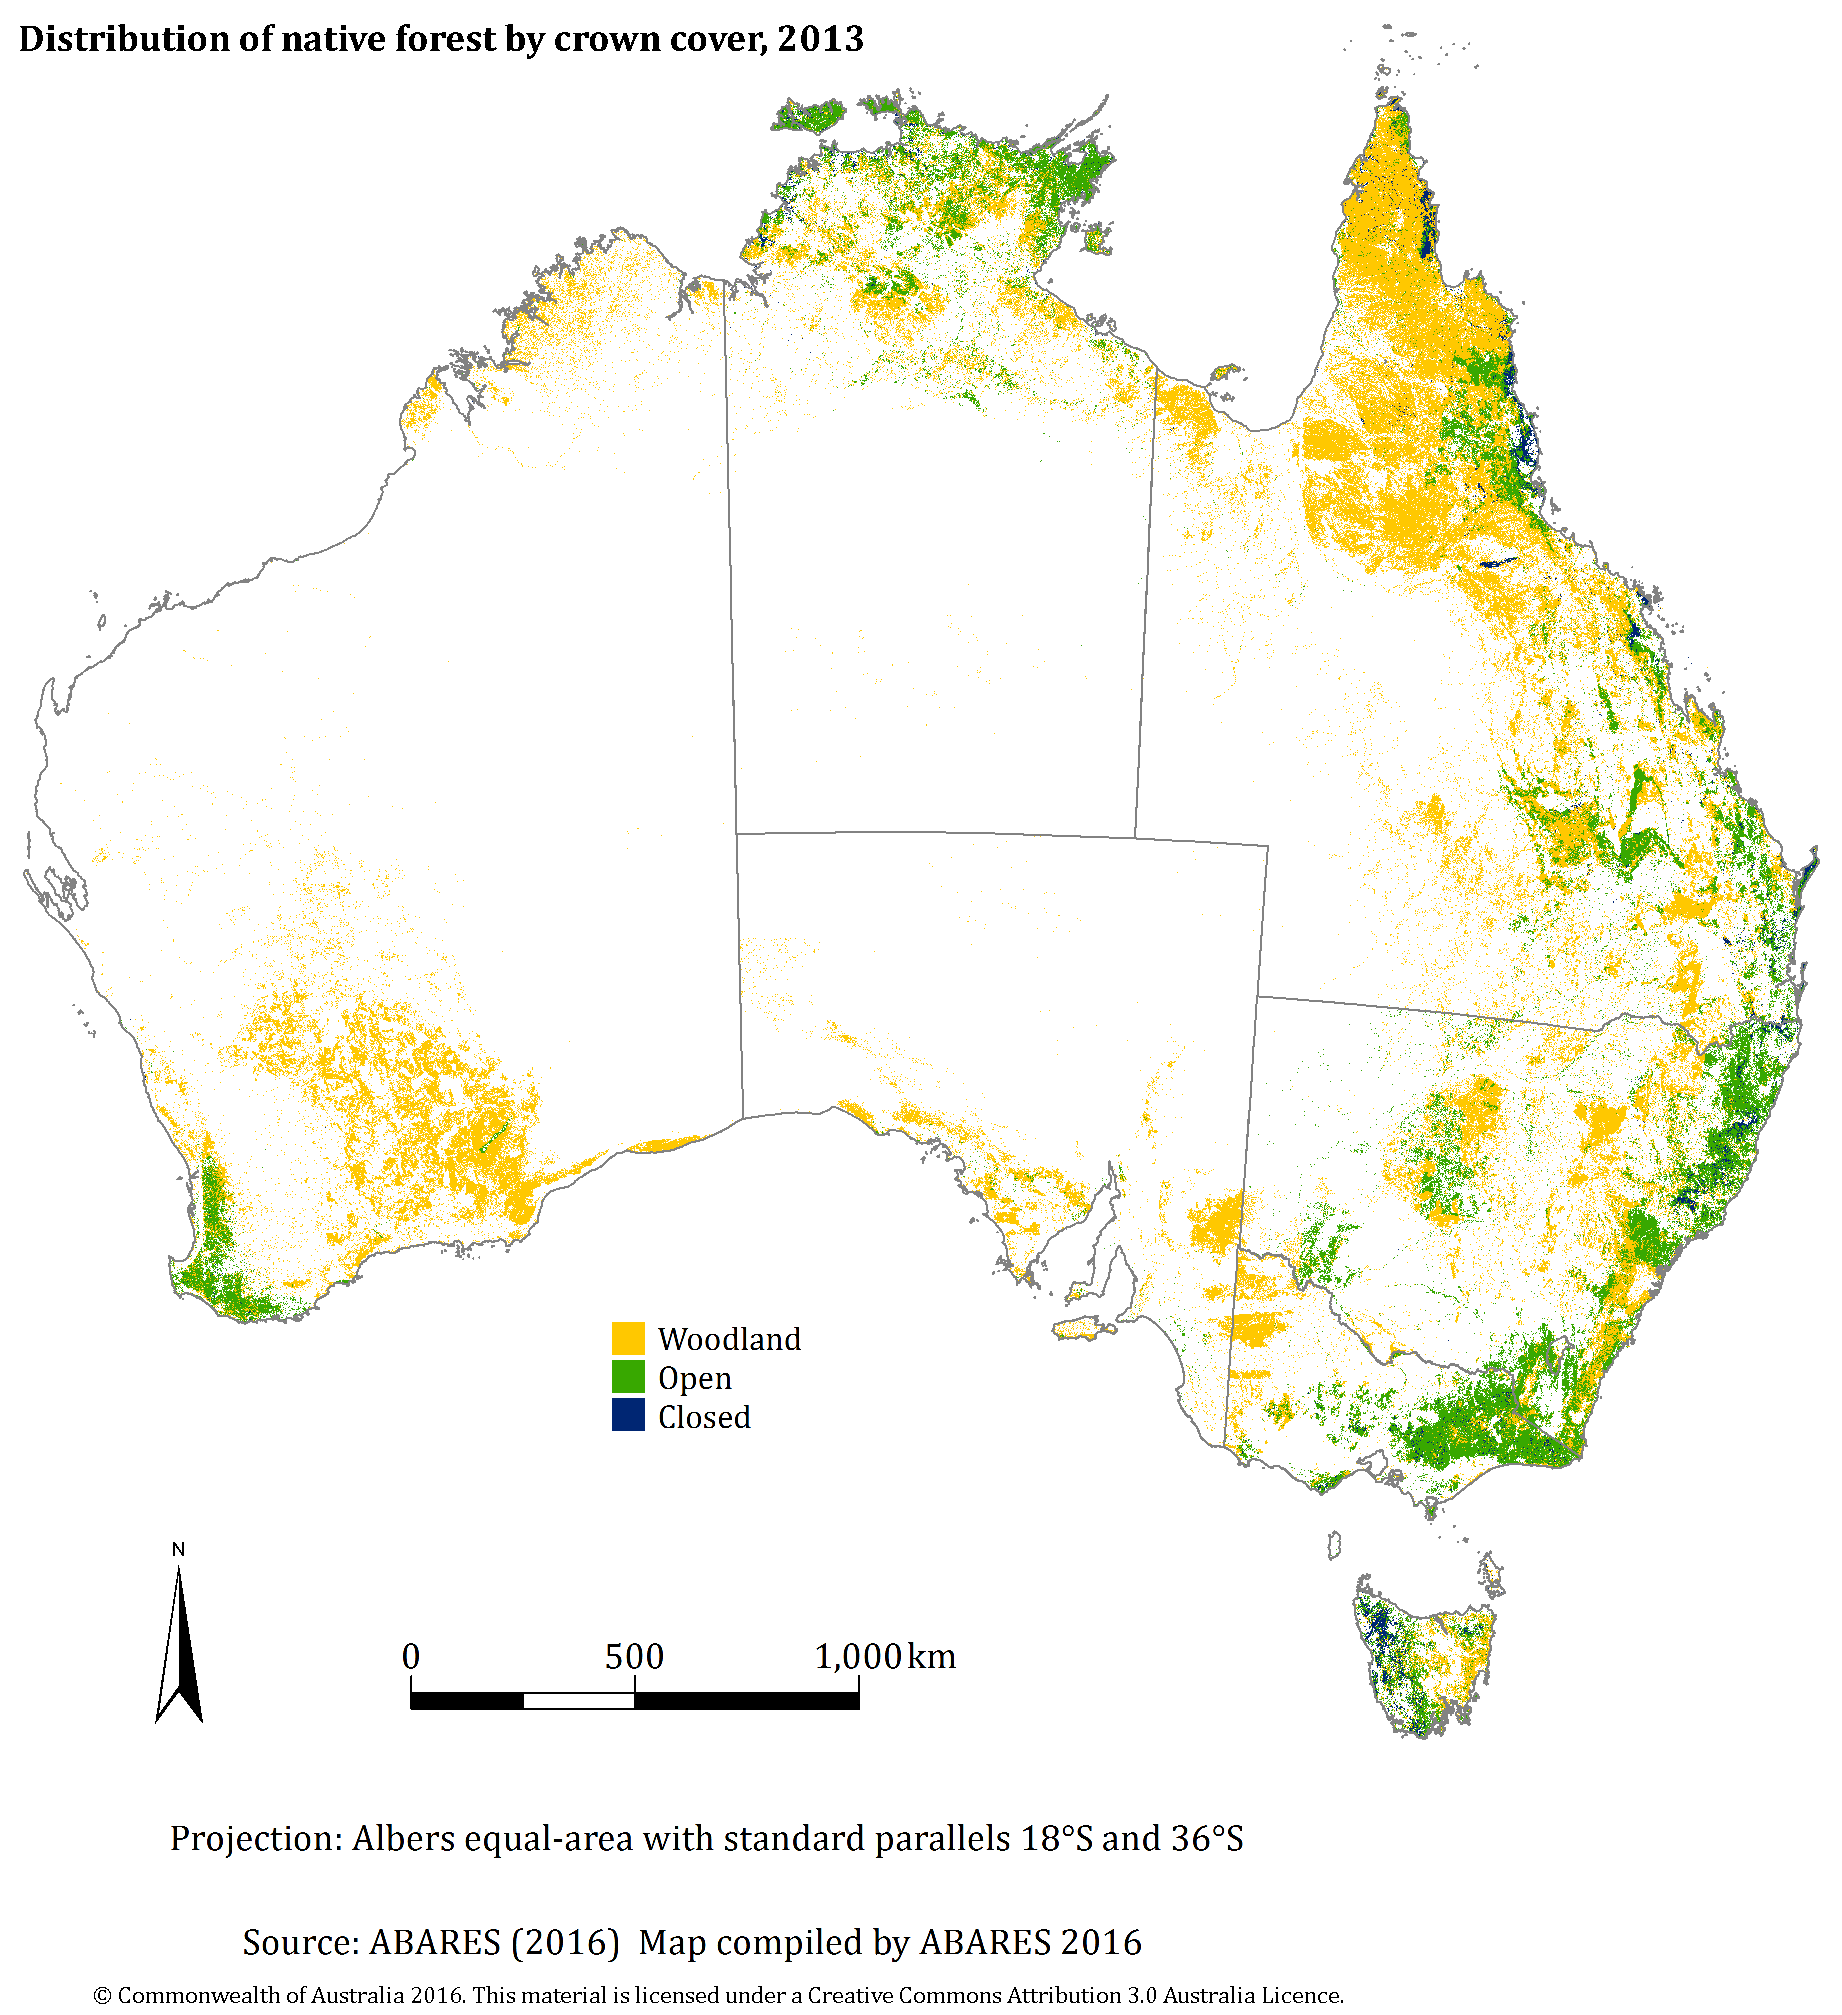 Distribution of native forest by crown cover, 2013
Woodland
Open
Closed
N
0 500 1,000 km
Projection: Albers equal-area with standard parallels 18°S and 36°S
Source: ABARES (2016) Map compiled by ABARES 2016
© Commonwealth of Australia 2016. This material is licensed under a Creative Commons Attribution 3.0 Australia Licence.